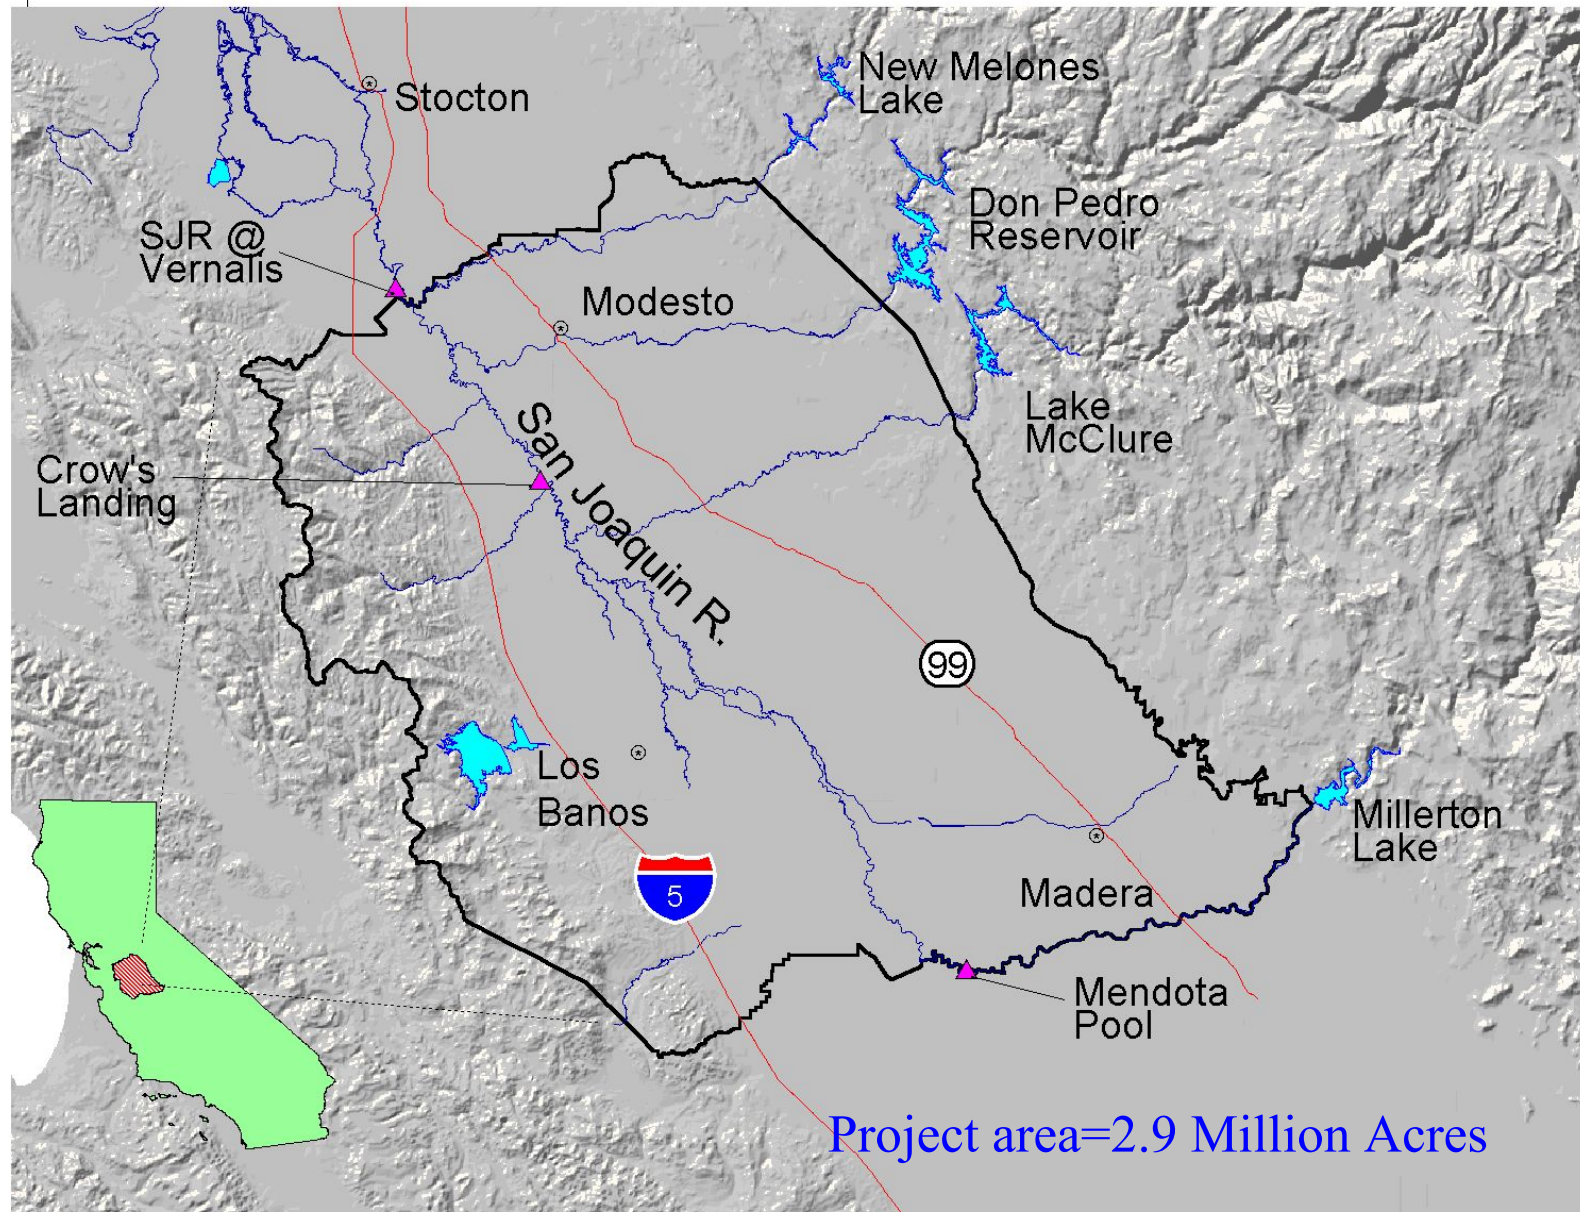 Stocton
New Melones
Lake
Don Pedro
Reservoir
SJR @
Vernalis
Modesto
Lake
McClure
Crow's
Landing
San Joaquin R.
99
Los
Banos
5
Millerton
Lake
Madera
Mendota
Pool
Project area=2.9 Million Acres